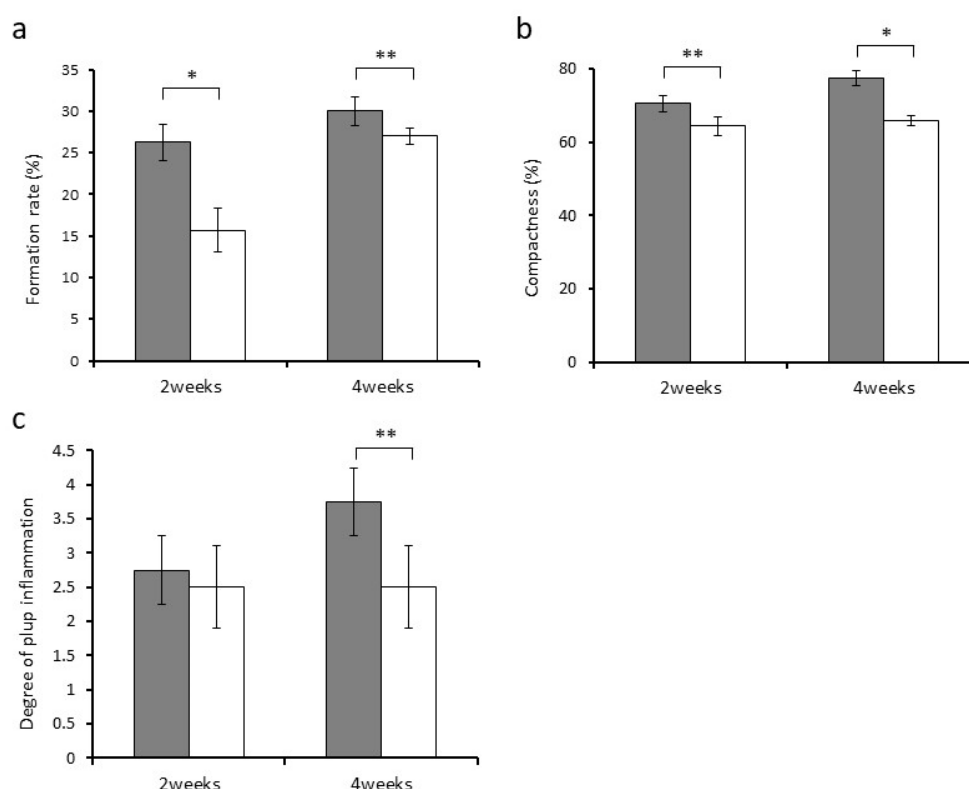 a
*
**
35
30
25
20
15
10
5
0
Formation rate (%)
2weeks
4weeks
b
**
*
80
60
40
20
0
Compactness (%)
2weeks
4weeks
c
**
4.5
4
3.5
3
2.5
2
1.5
1
0.5
0
Degree of plup inflammation
2weeks
4weeks